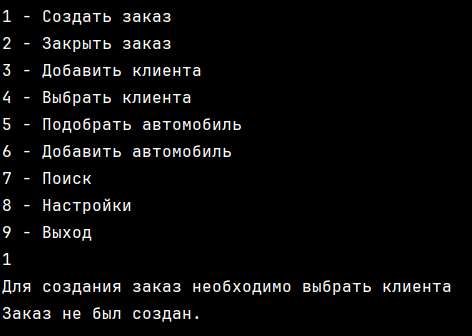 1 - Создать заказ
2 - Закрыть заказ
3 - Добавить клиента
4 - Выбрать клиента
5 - Подобрать автомобиль
6 - Добавить автомобиль
7 - Поиск
8 - Настройки
9 - Выход
1
Для создания заказ необходимо выбрать клиента
Заказ не был создан.